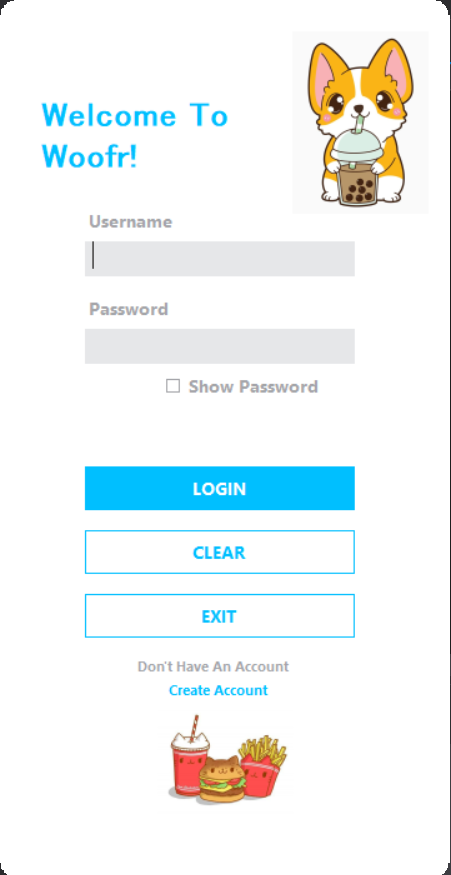 Welcome To
Woofr!
Username
Password
Show Password
LOGIN
CLEAR
EXIT
Don't Have An Account
Create Account